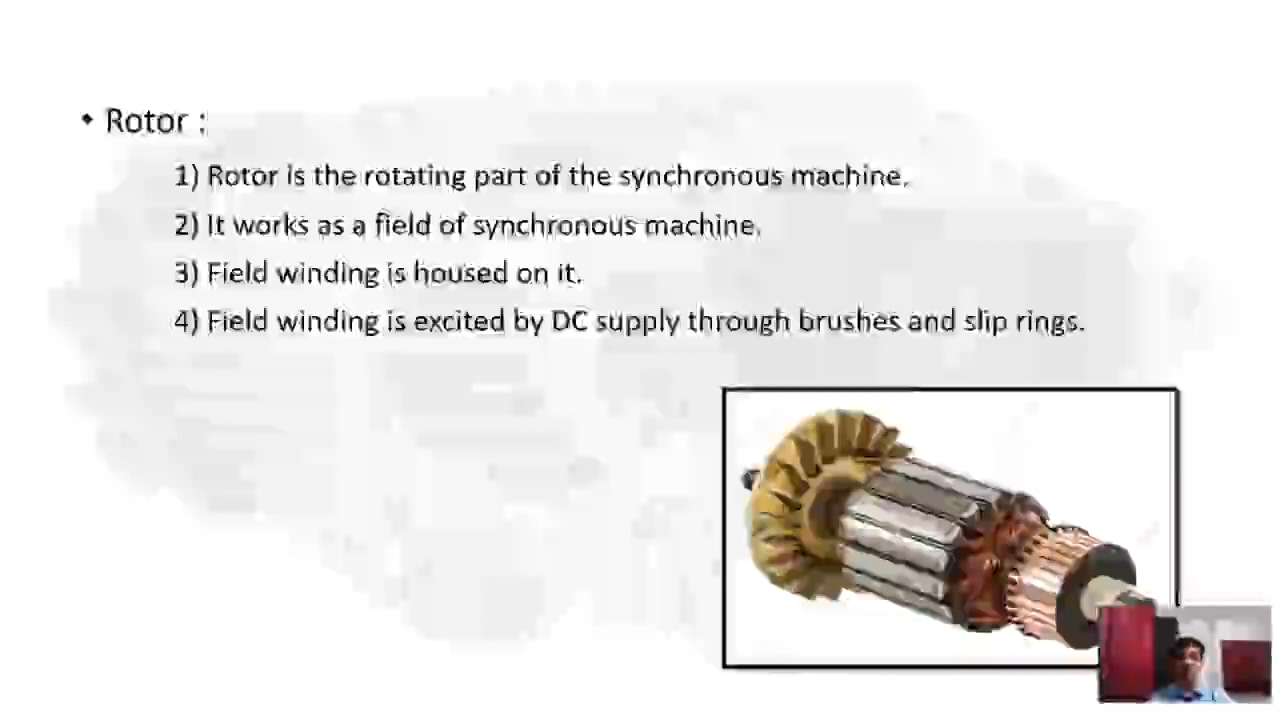 • Rotor :
1) Rotor is the rotating part of the synchronous machine.
2) It works as a field of synchronous machine.
3) Field winding is housed on it.
4) Field winding is excited by DC supply through brushes and slip rings.